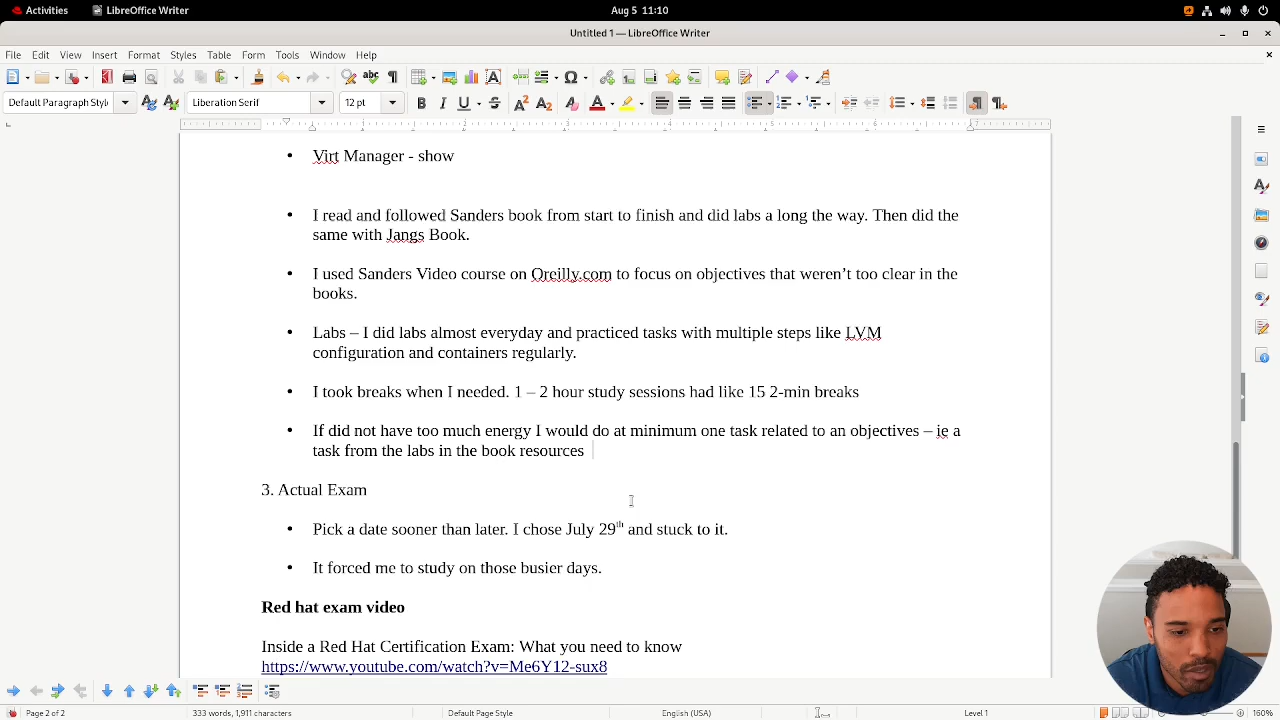 Activities
LibreOffice Writer
Aug 5 11:10
Untitled 1 — LibreOffice Writer
File Edit View Insert Format Styles Table Form Tools Window Help
Default Paragraph Styl
Liberation Serif
12 pt
• Virt Manager - show
• I read and followed Sanders book from start to finish and did labs a long the way. Then did the
same with Jangs Book.
• I used Sanders Video course on Oreilly.com to focus on objectives that weren’t too clear in the
books.
• Labs – I did labs almost everyday and practiced tasks with multiple steps like LVM
configuration and containers regularly.
• I took breaks when I needed. 1 – 2 hour study sessions had like 15 2-min breaks
• If did not have too much energy I would do at minimum one task related to an objectives – ie a
task from the labs in the book resources
3. Actual Exam
• Pick a date sooner than later. I chose July 29th and stuck to it.
• It forced me to study on those busier days.
Red hat exam video
Inside a Red Hat Certification Exam: What you need to know
https://www.youtube.com/watch?v=Me6Y12-sux8
Page 2 of 2
333 words, 1,911 characters
Default Page Style
English (USA)
Level 1
160%